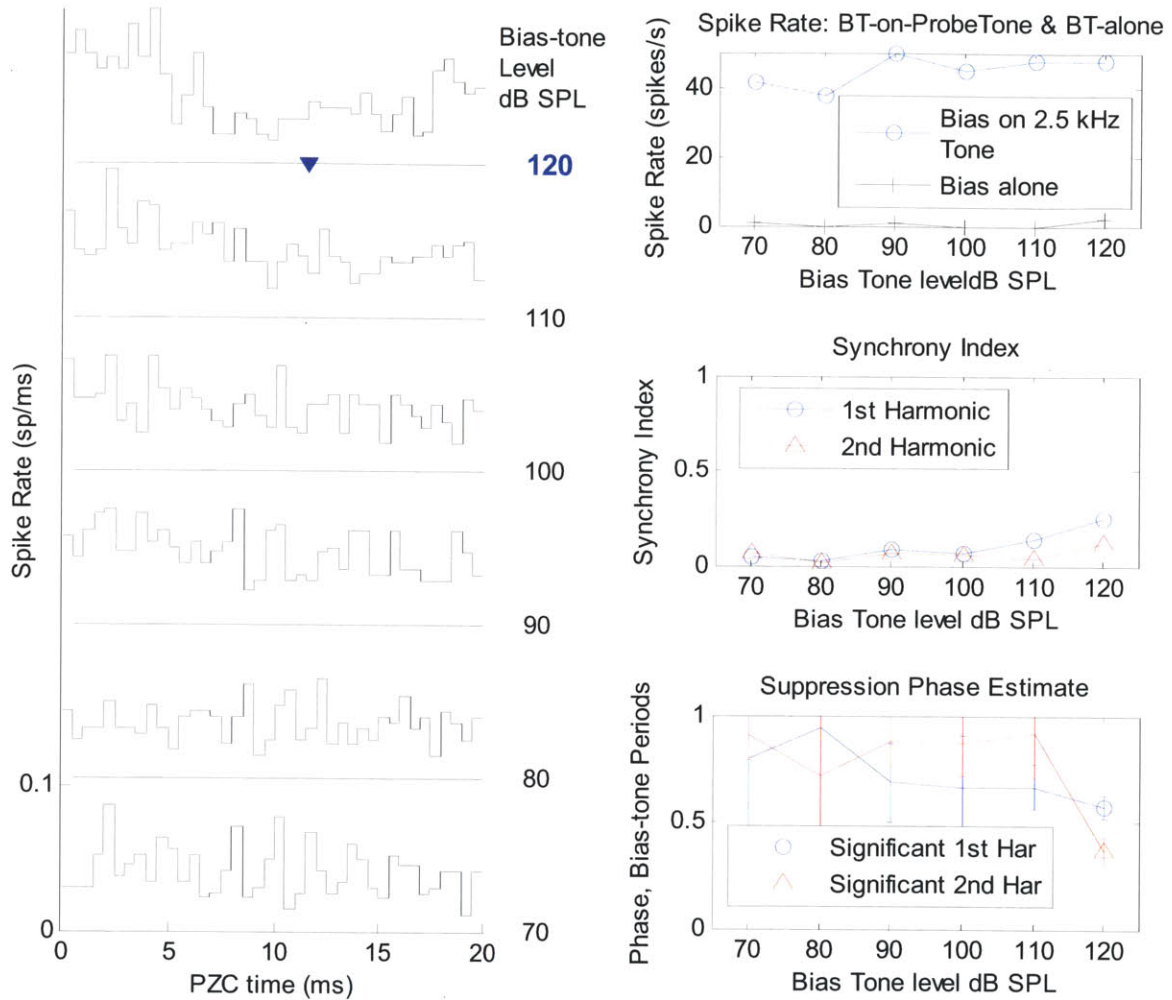 Bias-tone
Level
dB SPL
120
110
100
90
80
70
Spike Rate (sp/ms)
0.1
0
0 5 10 15 20
PZC time (ms)
Spike Rate: BT-on-ProbeTone & BT-alone
Spike Rate (spikes/s)
40
20
0
Bias on 2.5 kHz
Tone
Bias alone
70 80 90 100 110 120
Bias Tone leveldB SPL
Synchrony Index
Synchrony Index
1
0.5
0
1st Harmonic
2nd Harmonic
70 80 90 100 110 120
Bias Tone level dB SPL
Suppression Phase Estimate
Phase, Bias-tone Periods
1
0.5
0
Significant 1st Har
Significant 2nd Har
70 80 90 100 110 120
Bias Tone level dB SPL